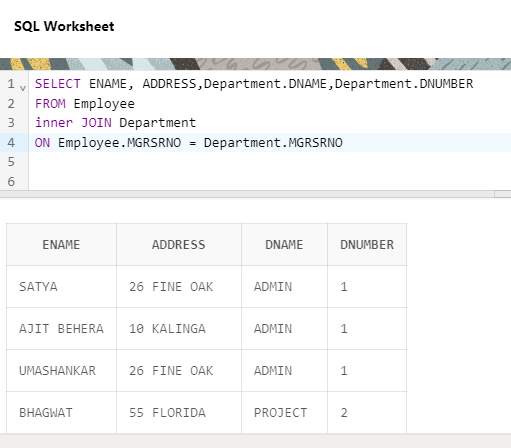 SQL Worksheet
1 SELECT ENAME, ADDRESS,Department.DNAME,Department.DNUMBER
2 FROM Employee
3 inner JOIN Department
4 ON Employee.MGRSRNO = Department.MGRSRNO
5
6
ENAME ADDRESS DNAME DNUMBER
SATYA 26 FINE OAK ADMIN 1
AJIT BEHERA 10 KALINGA ADMIN 1
UMASHANKAR 26 FINE OAK ADMIN 1
BHAGWAT 55 FLORIDA PROJECT 2